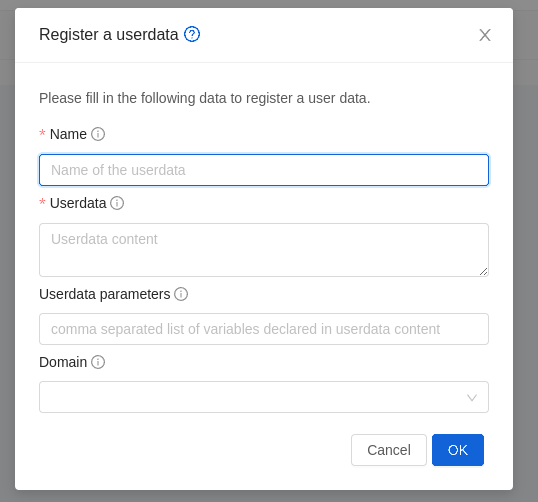 Register a userdata
Please fill in the following data to register a user data.
* Name
Name of the userdata
* Userdata
Userdata content
Userdata parameters
comma separated list of variables declared in userdata content
Domain
Cancel OK